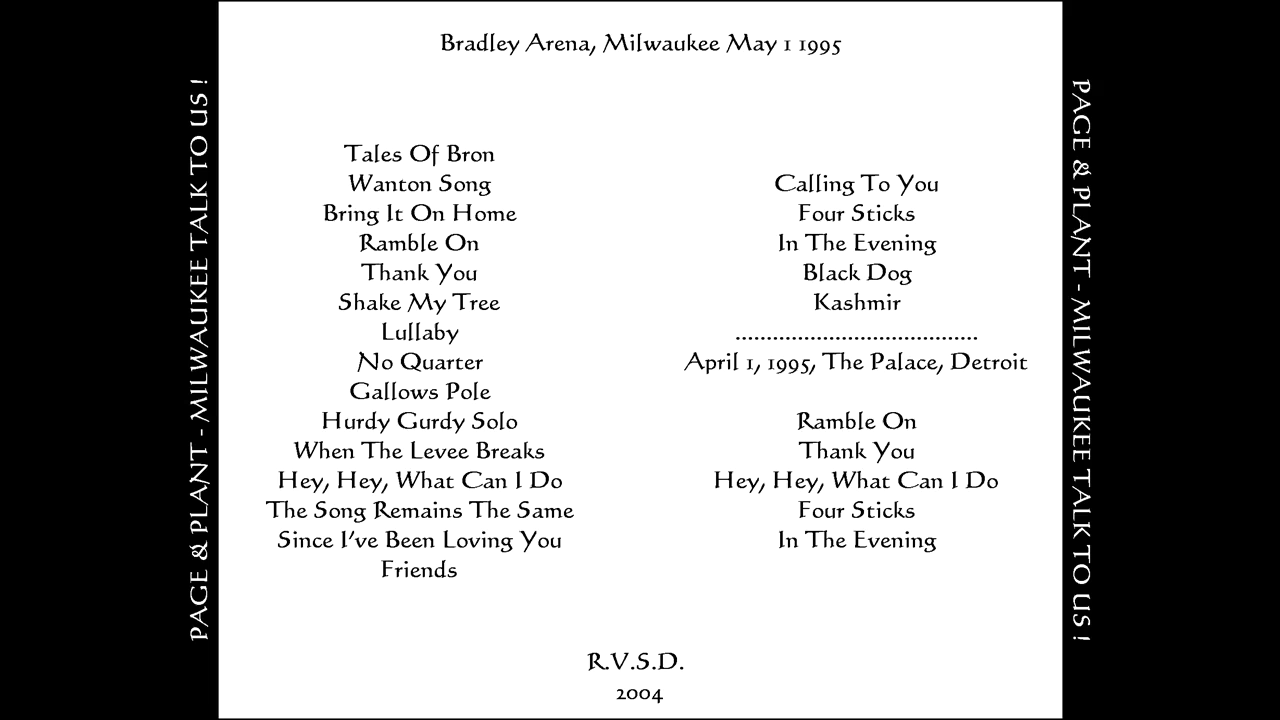 Bradley Arena, Milwaukee May 1 1995
PAGE & PLANT - MILWAUKEE TALK TO US !
Tales Of Bron
Wanton Song
Bring It On Home
Ramble On
Thank You
Shake My Tree
Lullaby
No Quarter
Gallows Pole
Hurdy Gurdy Solo
When The Levee Breaks
Hey, Hey, What Can I Do
The Song Remains The Same
Since I've Been Loving You
Friends
Calling To You
Four Sticks
In The Evening
Black Dog
Kashmir
.......................................
April 1, 1995, The Palace, Detroit
Ramble On
Thank You
Hey, Hey, What Can I Do
Four Sticks
In The Evening
R.V.S.D.
2004
PAGE & PLANT - MILWAUKEE TALK TO US !